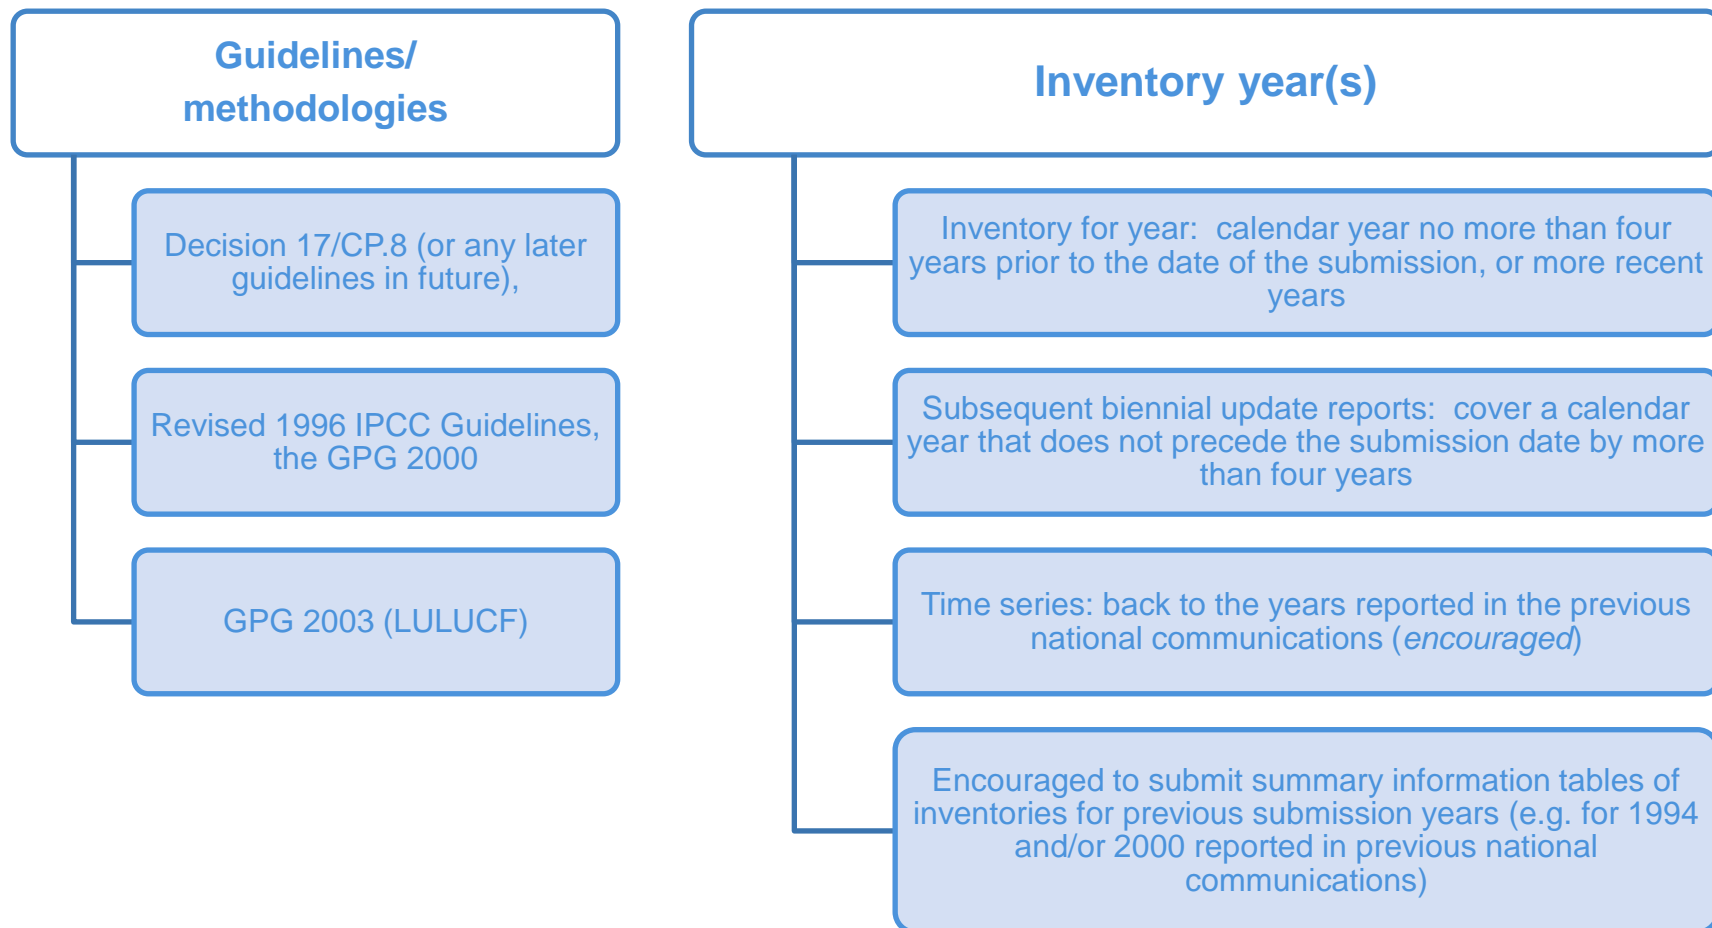 Guidelines/
methodologies
Decision 17/CP.8 (or any later
guidelines in future),
Revised 1996 IPCC Guidelines,
the GPG 2000
GPG 2003 (LULUCF)
Inventory year(s)
Inventory for year:  calendar year no more than four
years prior to the date of the submission, or more recent
years
Subsequent biennial update reports:  cover a calendar
year that does not precede the submission date by more
than four years
Time series: back to the years reported in the previous
national communications (encouraged)
Encouraged to submit summary information tables of
inventories for previous submission years (e.g. for 1994
and/or 2000 reported in previous national
communications)